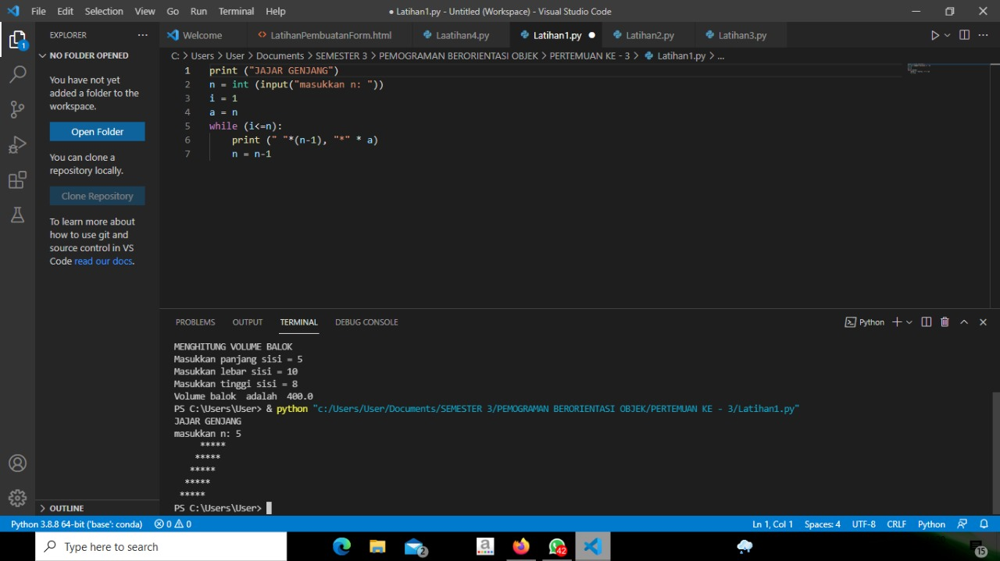 File Edit Selection View Go Run Terminal Help
● Latihan1.py - Untitled (Workspace) - Visual Studio Code
EXPLORER
Welcome
LatihanPembuatanForm.html
Laatihan4.py
Latihan1.py
Latihan2.py
Latihan3.py
1
NO FOLDER OPENED
C: > Users > User > Documents > SEMESTER 3 > PEMOGRAMAN BERORIENTASI OBJEK > PERTEMUAN KE - 3 > Latihan1.py > ...
You have not yet
added a folder to the
workspace.
Open Folder
You can clone a
repository locally.
Clone Repository
To learn more about
how to use git and
source control in VS
Code read our docs.
1 print ("JAJAR GENJANG")
2 n = int (input("masukkan n: "))
3 i = 1
4 a = n
5 while (i<=n):
6     print (" "*(n-1), "*" * a)
7     n = n-1
PROBLEMS OUTPUT TERMINAL DEBUG CONSOLE
Python
MENGHITUNG VOLUME BALOK
Masukkan panjang sisi = 5
Masukkan lebar sisi = 10
Masukkan tinggi sisi = 8
Volume balok  adalah  400.0
PS C:\Users\User> & python "c:/Users/User/Documents/SEMESTER 3/PEMOGRAMAN BERORIENTASI OBJEK/PERTEMUAN KE - 3/Latihan1.py"
JAJAR GENJANG
masukkan n: 5
     *****
    *****
   *****
  *****
 *****
PS C:\Users\User>
OUTLINE
Python 3.8.8 64-bit ('base': conda) 0 0
Ln 1, Col 1 Spaces: 4 UTF-8 CRLF Python
Type here to search
2
a
42
15